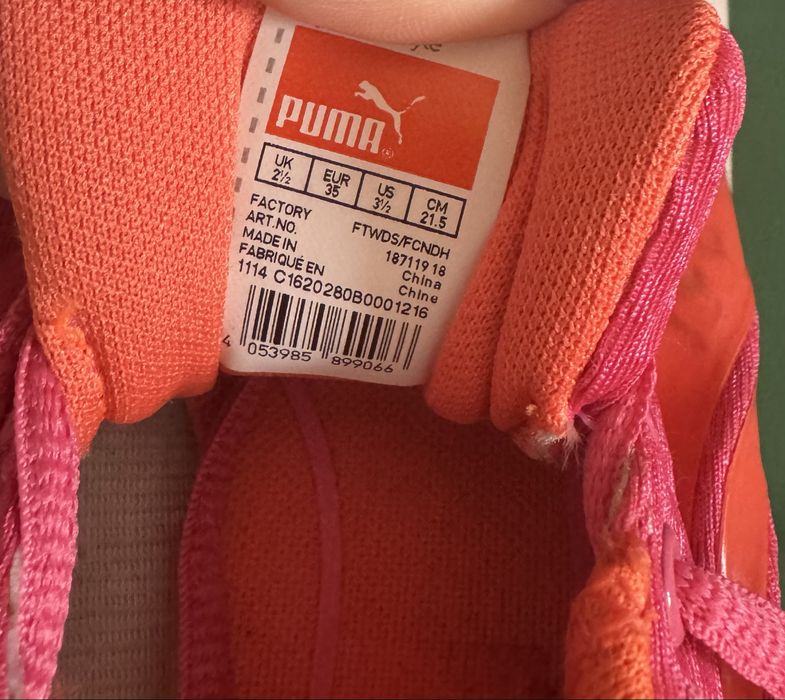 PUMA®
UK EUR US CM
2½ 35 3½ 21.5
FACTORY FTWDS/FCNDH
ART.NO. 187119 18
MADE IN China
FABRIQUÉ EN Chine
1114 C1620280B0001216
4 053985 899066